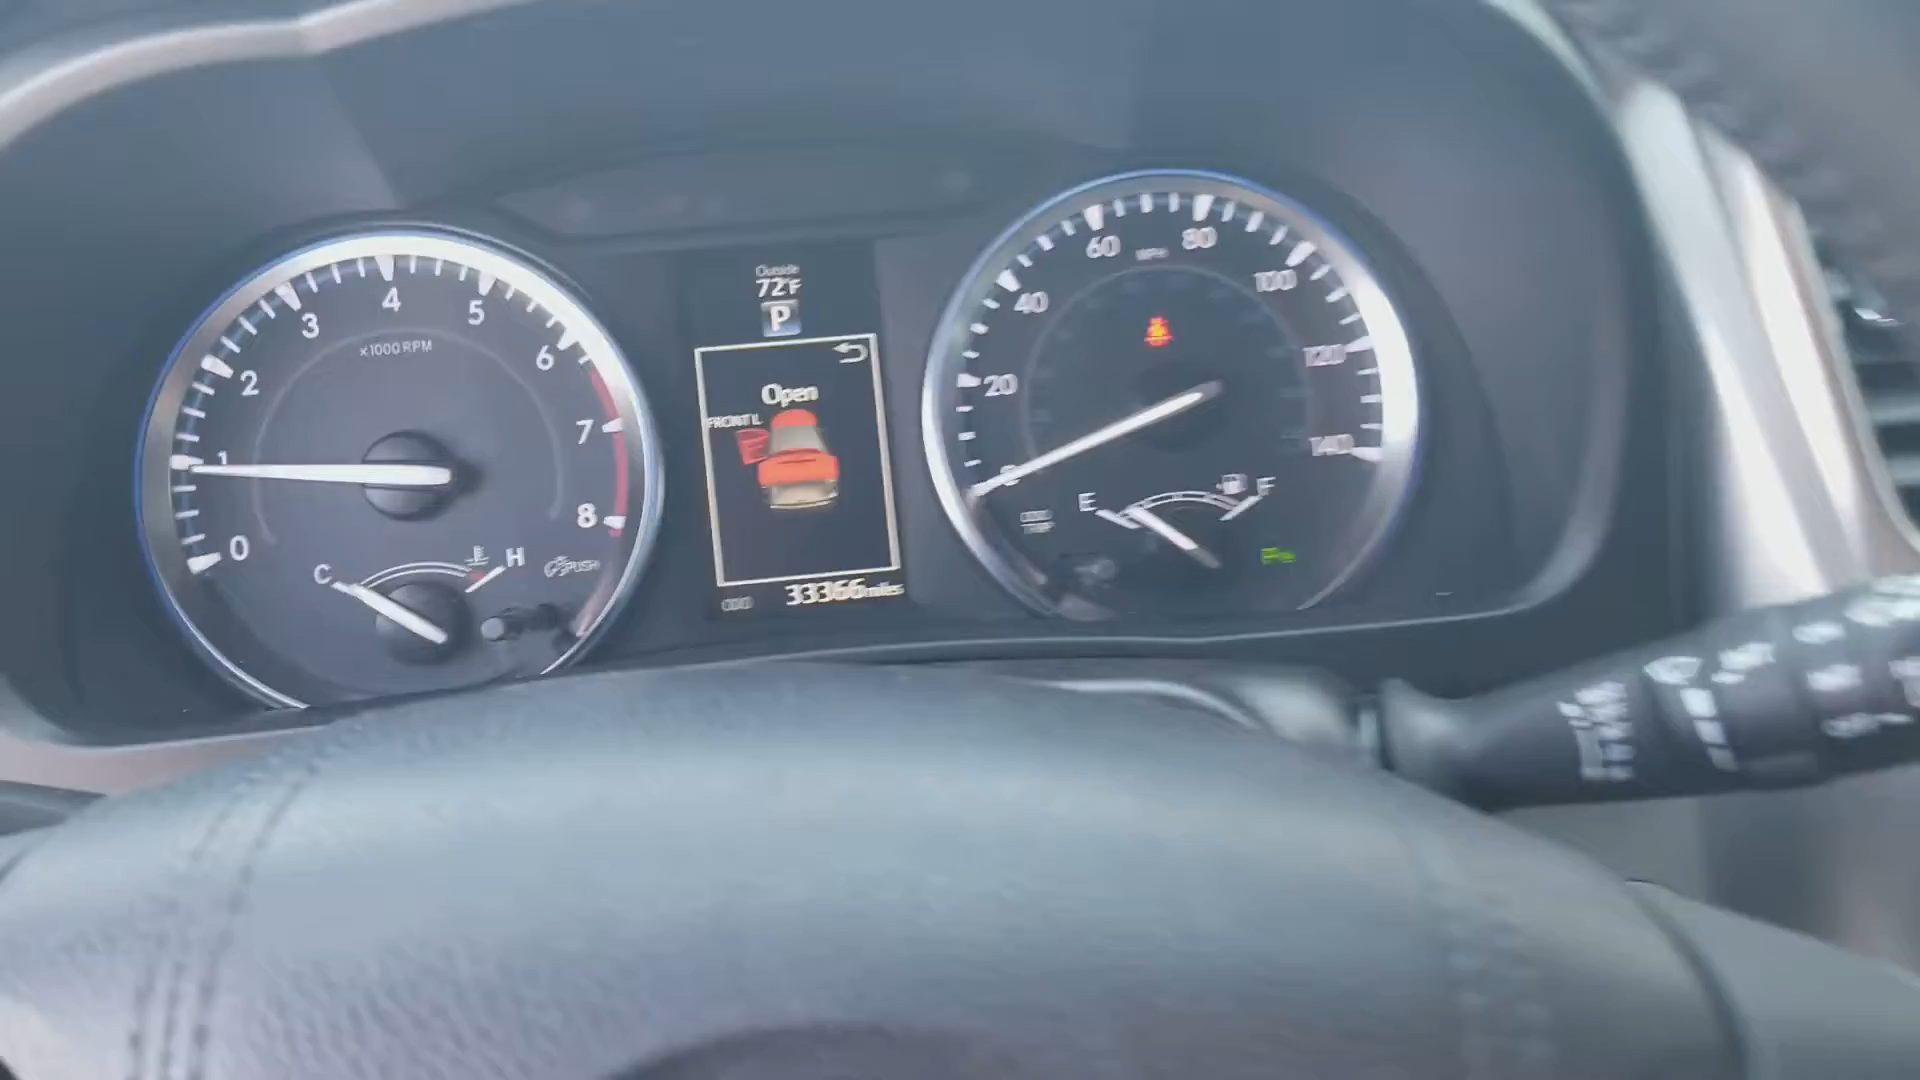 0
1
2
3
4
5
6
7
8
x1000 RPM
C
H
PUSH
Outside
72°F
P
Open
FRONT L
ODO
33366 miles
0
20
40
60
80
100
120
140
MPH
E
F